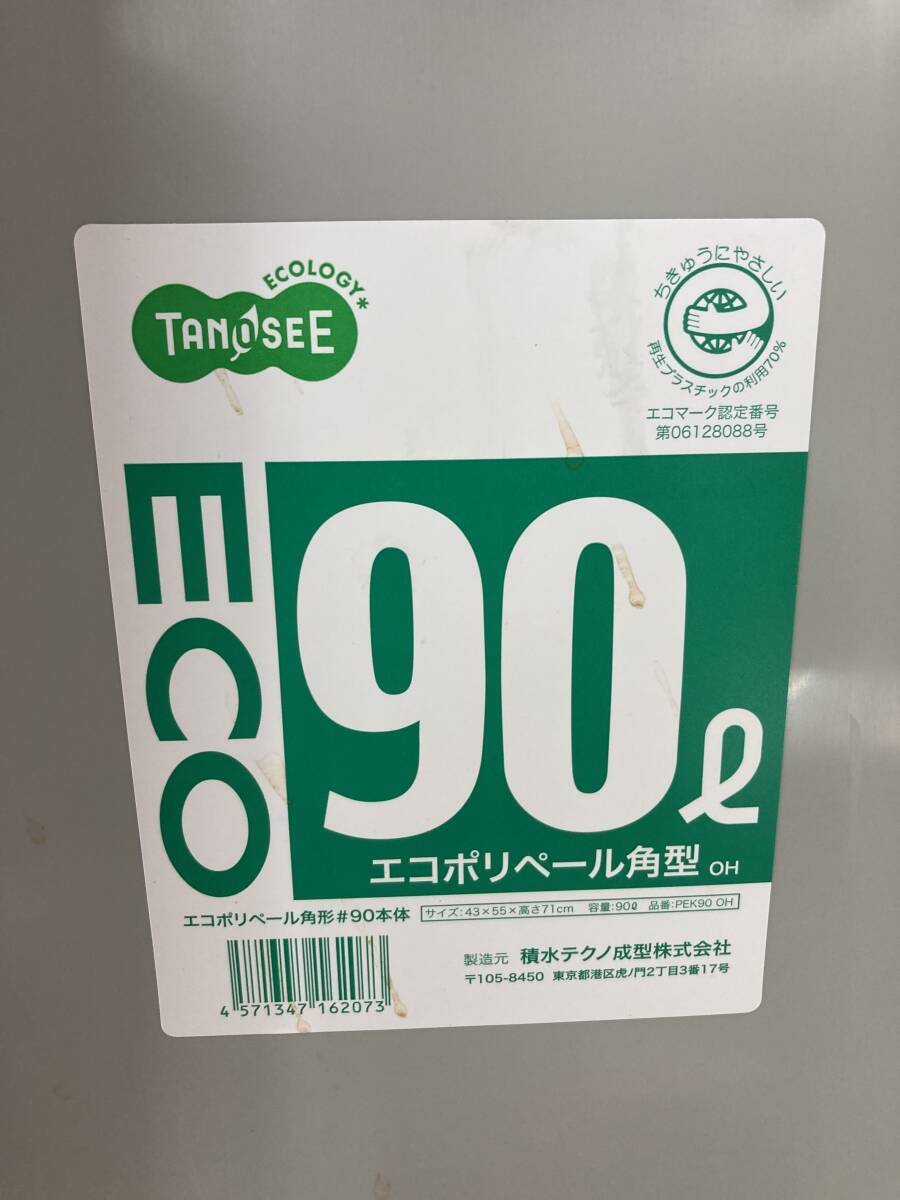 ECOLOGY*
TANOSEE
ちきゅうにやさしい
再生プラスチックの利用70%
エコマーク認定番号
第06128088号
ECO
90ℓ
エコポリペール角型 OH
エコポリペール角形#90本体
サイズ:43×55×高さ71cm 容量:90ℓ 品番:PEK90 OH
製造元 積水テクノ成型株式会社
〒105-8450 東京都港区虎ノ門2丁目3番17号
4 571347 162073